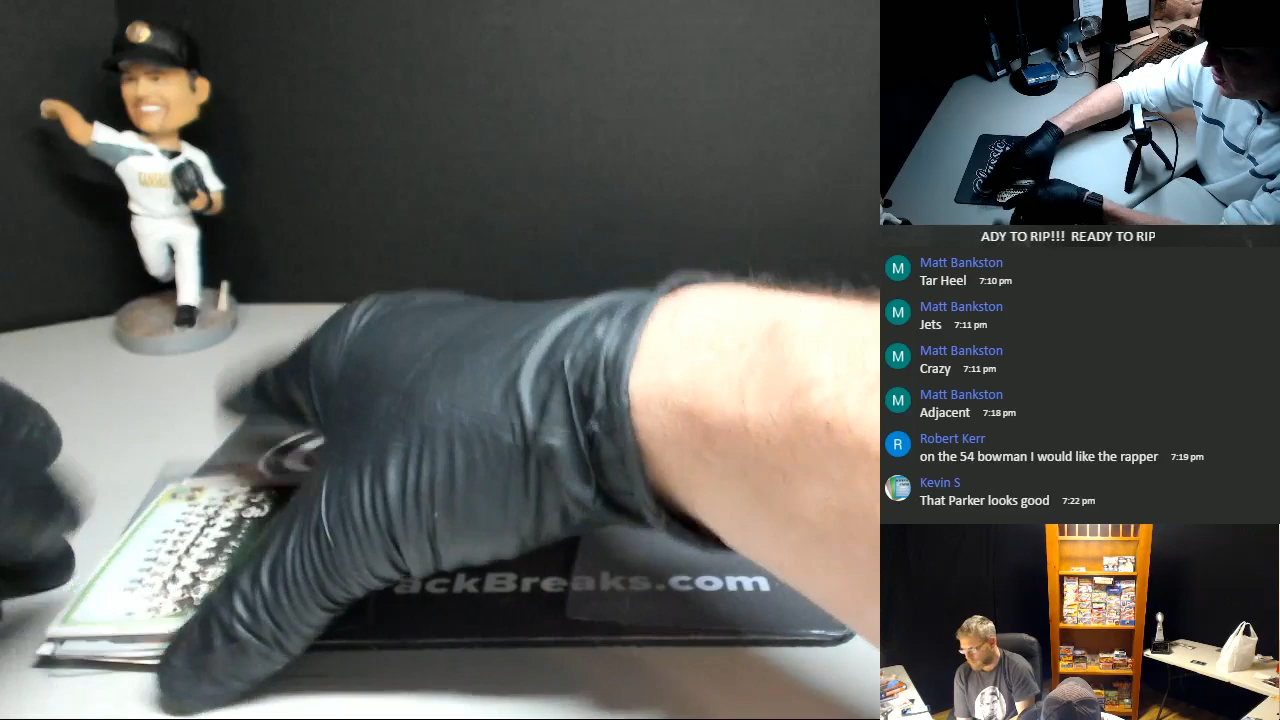 ackBreaks.com
Classic
ADY TO RIP!!! READY TO RIP
M Matt Bankston
Tar Heel 7:10 pm
M Matt Bankston
Jets 7:11 pm
M Matt Bankston
Crazy 7:11 pm
M Matt Bankston
Adjacent 7:18 pm
R Robert Kerr
on the 54 bowman I would like the rapper 7:19 pm
Kevin S
That Parker looks good 7:22 pm